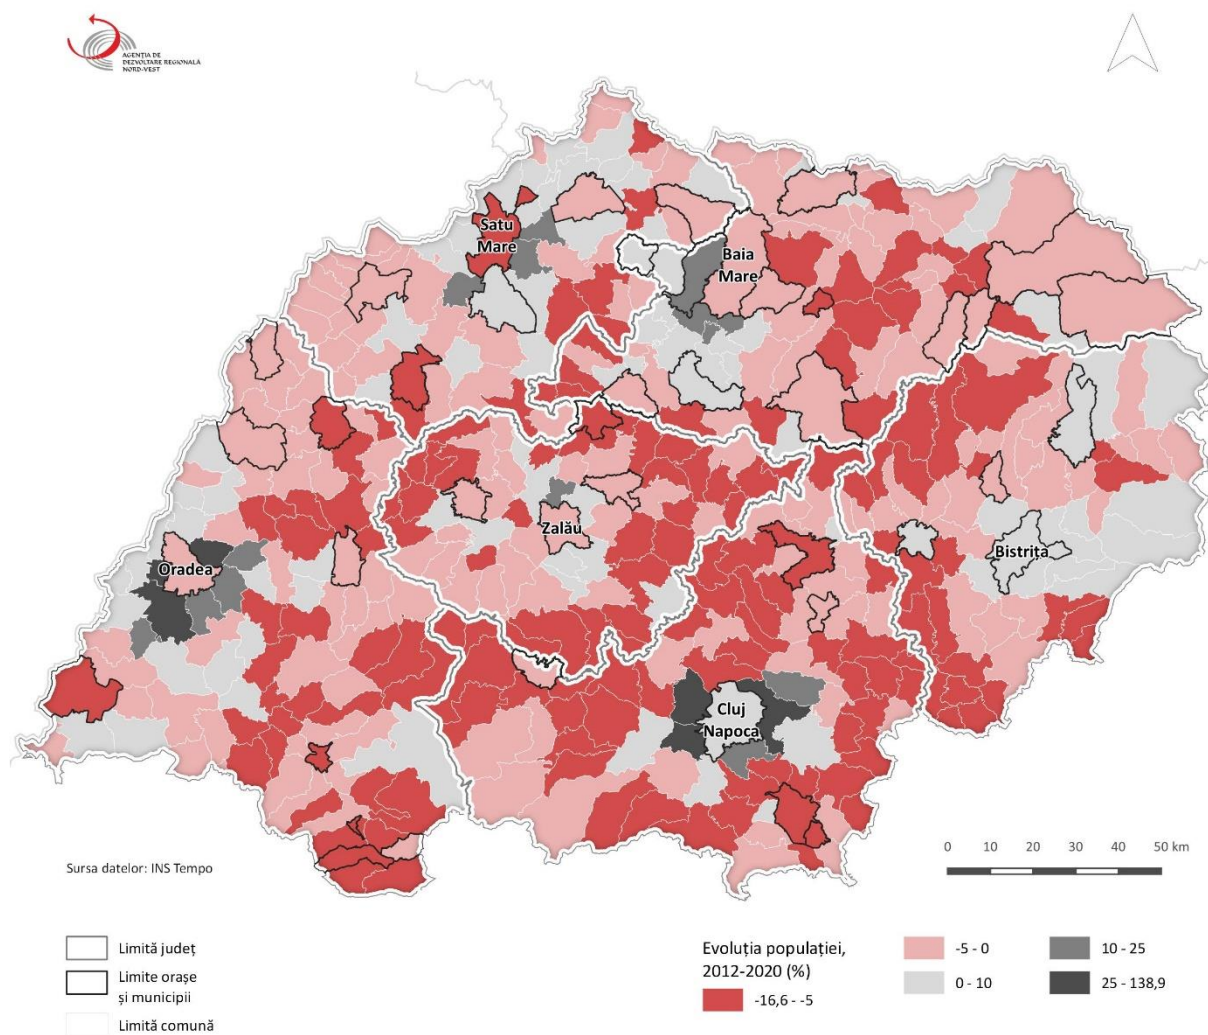 AGENȚIA DE
DEZVOLTARE REGIONALĂ
NORD-VEST
Satu
Mare
Baia
Mare
Zalău
Oradea
Bistrița
Cluj
Napoca
Sursa datelor: INS Tempo
0 10 20 30 40 50 km
Limită județ
Limite orașe
și municipii
Limită comună
Evoluția populației,
2012-2020 (%)
-16,6 - -5
-5 - 0
0 - 10
10 - 25
25 - 138,9